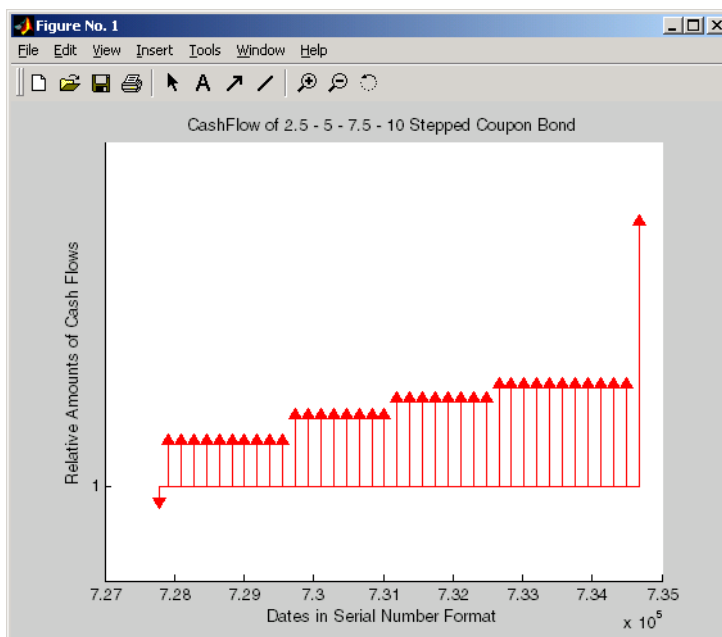 Figure No. 1
File Edit View Insert Tools Window Help
A
CashFlow of 2.5 - 5 - 7.5 - 10 Stepped Coupon Bond
Relative Amounts of Cash Flows
1
7.27 7.28 7.29 7.3 7.31 7.32 7.33 7.34 7.35
Dates in Serial Number Format
x 10⁵